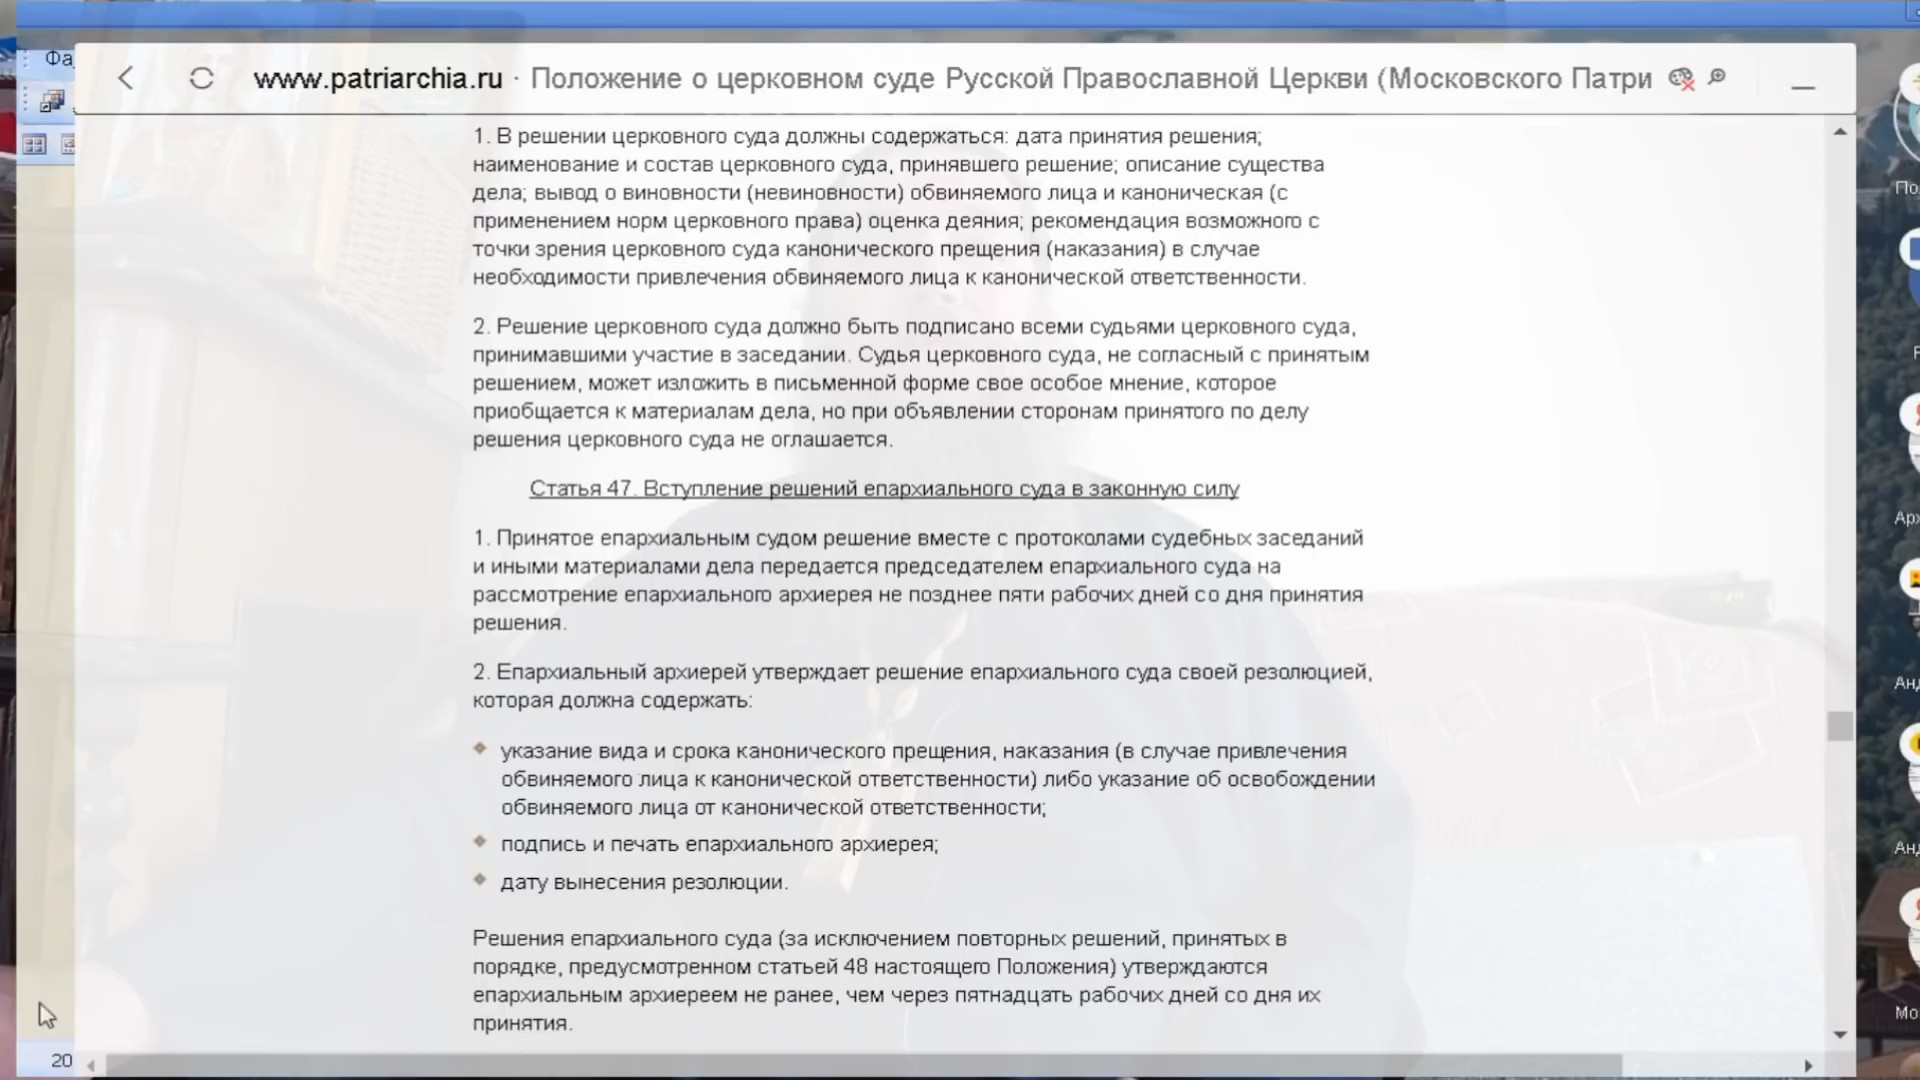 Фа
www.patriarchia.ru · Положение о церковном суде Русской Православной Церкви (Московского Патри
1. В решении церковного суда должны содержаться: дата принятия решения;
наименование и состав церковного суда, принявшего решение; описание существа
дела; вывод о виновности (невиновности) обвиняемого лица и каноническая (с
применением норм церковного права) оценка деяния; рекомендация возможного с
точки зрения церковного суда канонического прещения (наказания) в случае
необходимости привлечения обвиняемого лица к канонической ответственности.
2. Решение церковного суда должно быть подписано всеми судьями церковного суда,
принимавшими участие в заседании. Судья церковного суда, не согласный с принятым
решением, может изложить в письменной форме свое особое мнение, которое
приобщается к материалам дела, но при объявлении сторонам принятого по делу
решения церковного суда не оглашается.
Статья 47. Вступление решений епархиального суда в законную силу
1. Принятое епархиальным судом решение вместе с протоколами судебных заседаний
и иными материалами дела передается председателем епархиального суда на
рассмотрение епархиального архиерея не позднее пяти рабочих дней со дня принятия
решения.
2. Епархиальный архиерей утверждает решение епархиального суда своей резолюцией,
которая должна содержать:
указание вида и срока канонического прещения, наказания (в случае привлечения
обвиняемого лица к канонической ответственности) либо указание об освобождении
обвиняемого лица от канонической ответственности;
подпись и печать епархиального архиерея;
дату вынесения резолюции.
Решения епархиального суда (за исключением повторных решений, принятых в
порядке, предусмотренном статьей 48 настоящего Положения) утверждаются
епархиальным архиереем не ранее, чем через пятнадцать рабочих дней со дня их
принятия.
20
По
Арх
Анд
Анд
Мо